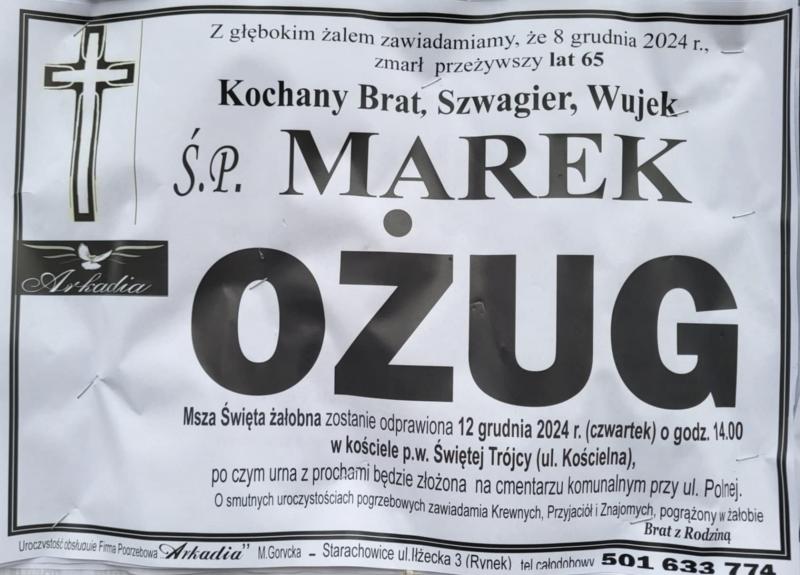 Z głębokim żalem zawiadamiamy, że 8 grudnia 2024 r.,
zmarł przeżywszy lat 65
Kochany Brat, Szwagier, Wujek
Ś.P. MAREK
OŻUG
Arkadia
Msza Święta żałobna zostanie odprawiona 12 grudnia 2024 r. (czwartek) o godz. 14.00
w kościele p.w. Świętej Trójcy (ul. Kościelna),
po czym urna z prochami będzie złożona na cmentarzu komunalnym przy ul. Polnej.
O smutnych uroczystościach pogrzebowych zawiadamia Krewnych, Przyjaciół i Znajomych, pogrążony w żałobie
Brat z Rodziną
Uroczystość obsługuje Firma Pogrzebowa "Arkadia" M.Gorycka – Starachowice ul.Iłżecka 3 (Rynek) tel.całodobowy 501 633 774